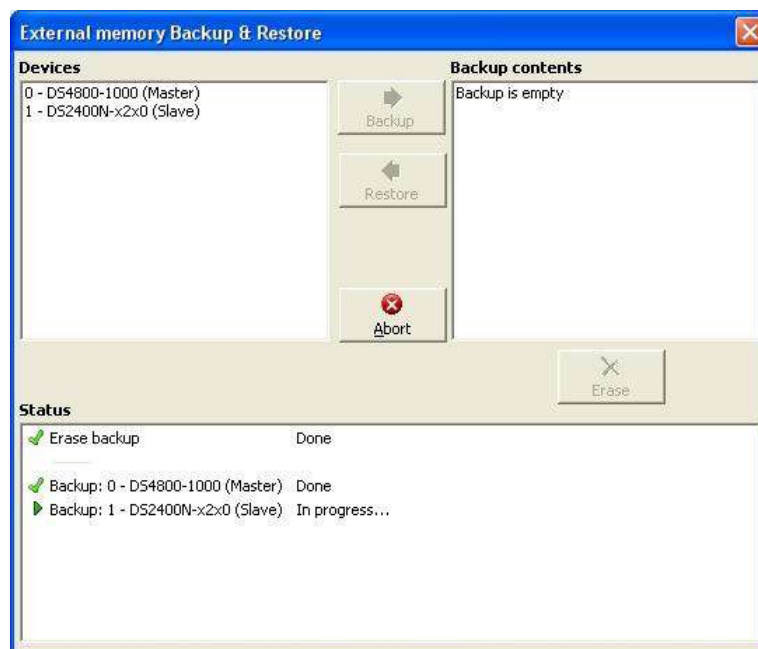 External memory Backup & Restore
Devices
Backup contents
0 - DS4800-1000 (Master)
1 - DS2400N-x2x0 (Slave)
Backup
Restore
Abort
Backup is empty
Erase
Status
Erase backup Done
Backup: 0 - DS4800-1000 (Master) Done
Backup: 1 - DS2400N-x2x0 (Slave) In progress...